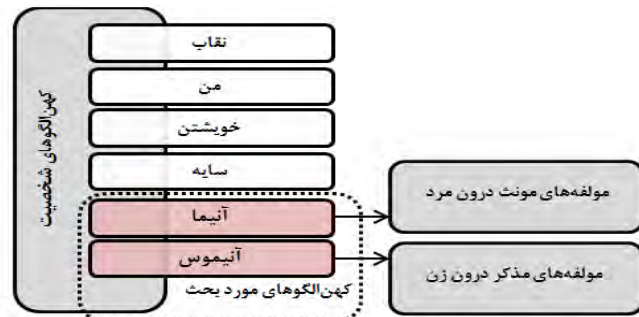 کهن‌الگوهای شخصیت
نقاب
من
خویشتن
سایه
آنیما
آنیموس
کهن‌الگوهای مورد بحث
مولفه‌های مونث درون مرد
مولفه‌های مذکر درون زن